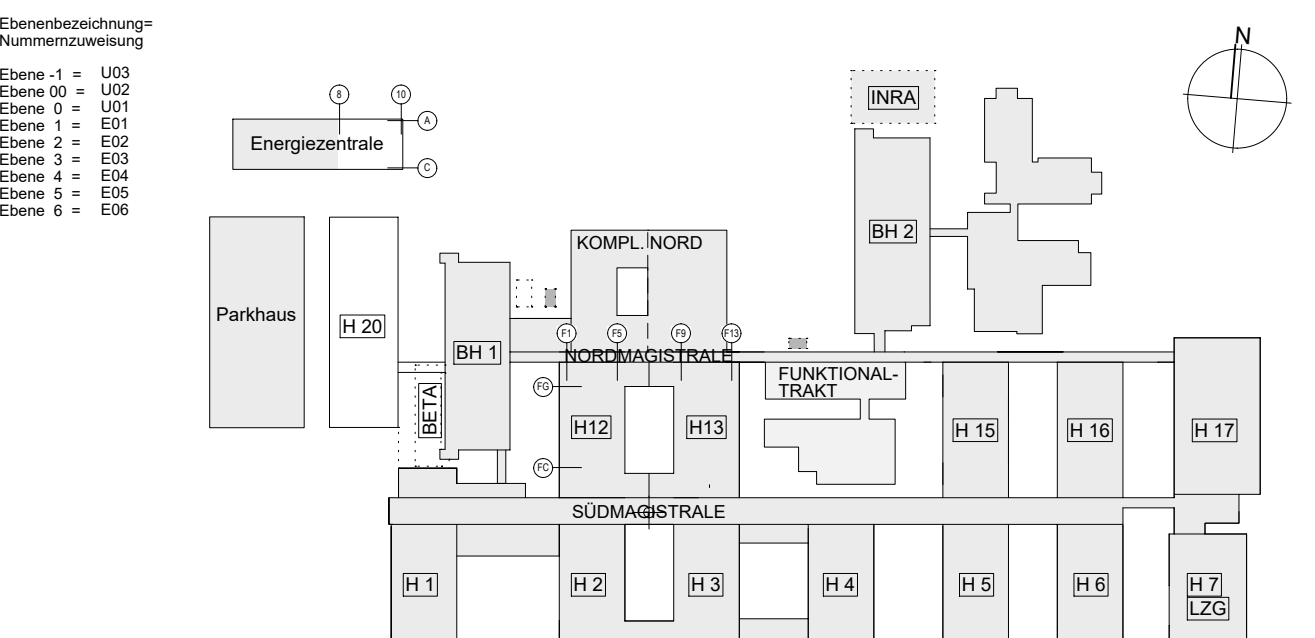 Ebenenbezeichnung=
Nummernzuweisung
Ebene -1 = U03
Ebene 00 = U02
Ebene 0 = U01
Ebene 1 = E01
Ebene 2 = E02
Ebene 3 = E03
Ebene 4 = E04
Ebene 5 = E05
Ebene 6 = E06
N
8
10
A
C
Energiezentrale
INRA
BH 2
KOMPL. NORD
Parkhaus
H 20
BH 1
F1
F5
F9
F13
NORDMAGISTRALE
FUNKTIONAL-
TRAKT
FG
BETA
H12
H13
H 15
H 16
H 17
FC
SÜDMAGISTRALE
H 1
H 2
H 3
H 4
H 5
H 6
H 7
LZG